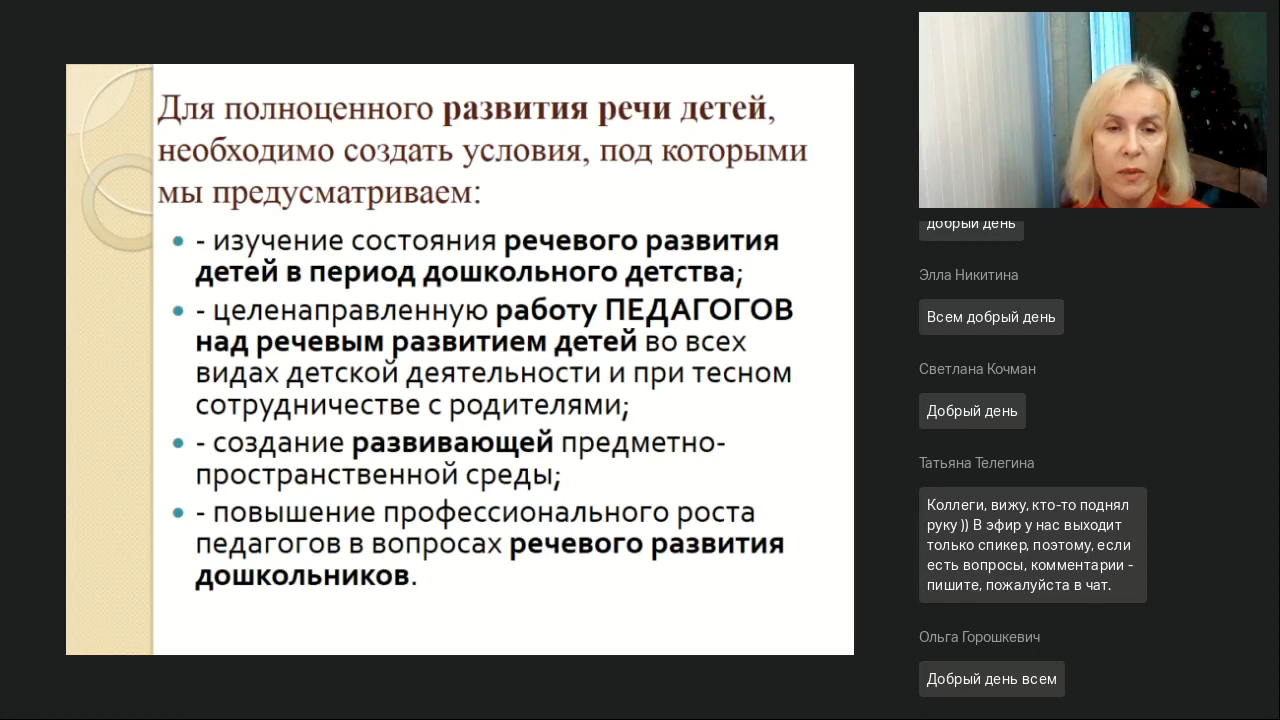 Для полноценного развития речи детей,
необходимо создать условия, под которыми
мы предусматриваем:
- изучение состояния речевого развития
детей в период дошкольного детства;
- целенаправленную работу ПЕДАГОГОВ
над речевым развитием детей во всех
видах детской деятельности и при тесном
сотрудничестве с родителями;
- создание развивающей предметно-
пространственной среды;
- повышение профессионального роста
педагогов в вопросах речевого развития
дошкольников.
добрый день
Элла Никитина
Всем добрый день
Светлана Кочман
Добрый день
Татьяна Телегина
Коллеги, вижу, кто-то поднял
руку )) В эфир у нас выходит
только спикер, поэтому, если
есть вопросы, комментарии -
пишите, пожалуйста в чат.
Ольга Горошкевич
Добрый день всем